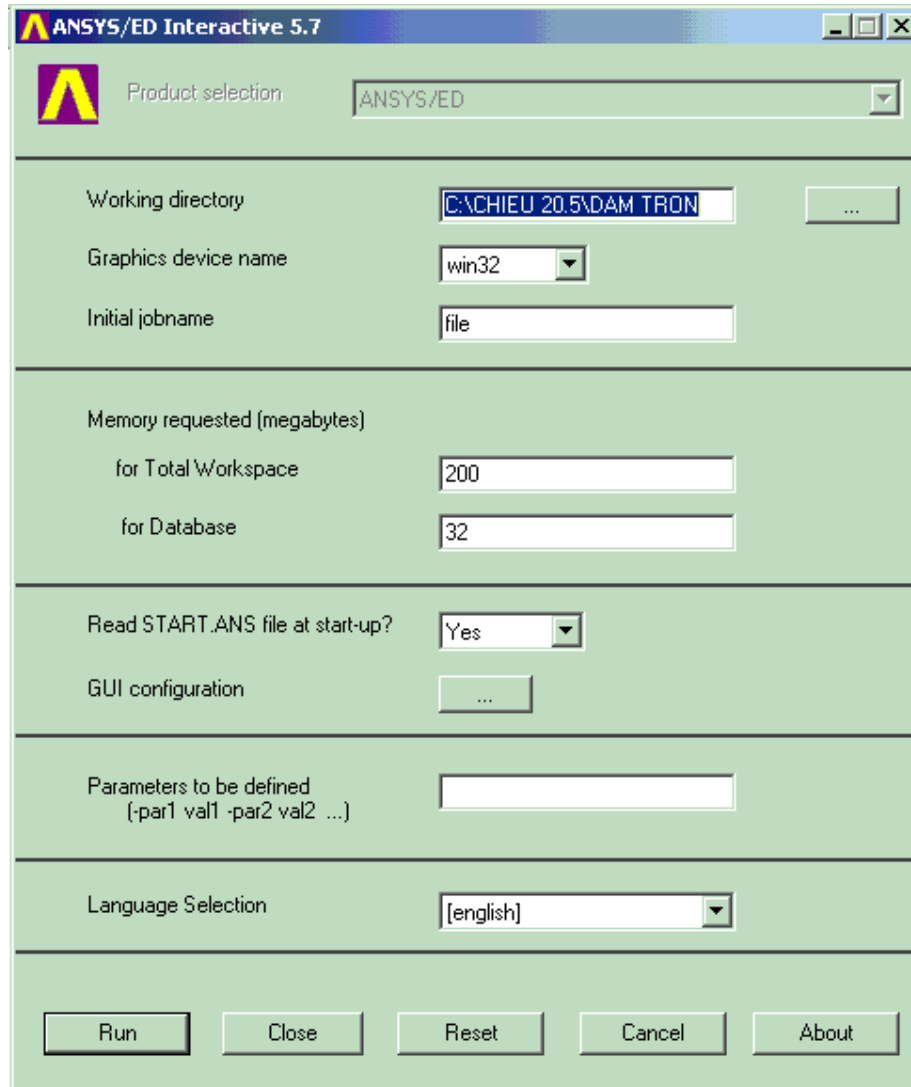 ANSYS/ED Interactive 5.7
Product selection
ANSYS/ED
Working directory
C:\CHIEU 20.5\DAM TRON
...
Graphics device name
win32
Initial jobname
file
Memory requested (megabytes)
for Total Workspace
200
for Database
32
Read START.ANS file at start-up?
Yes
GUI configuration
...
Parameters to be defined
(-par1 val1 -par2 val2 ...)
Language Selection
[english]
Run
Close
Reset
Cancel
About